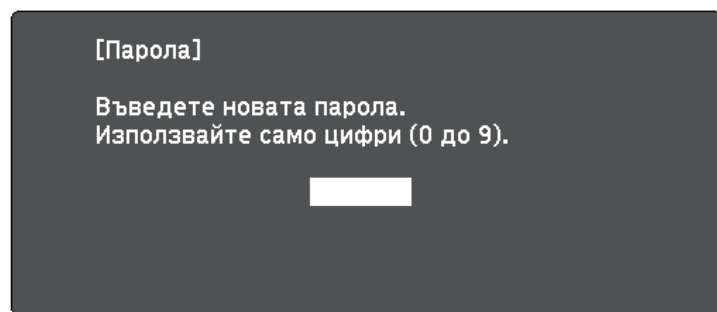 [Парола]
Въведете новата парола.
Използвайте само цифри (0 до 9).